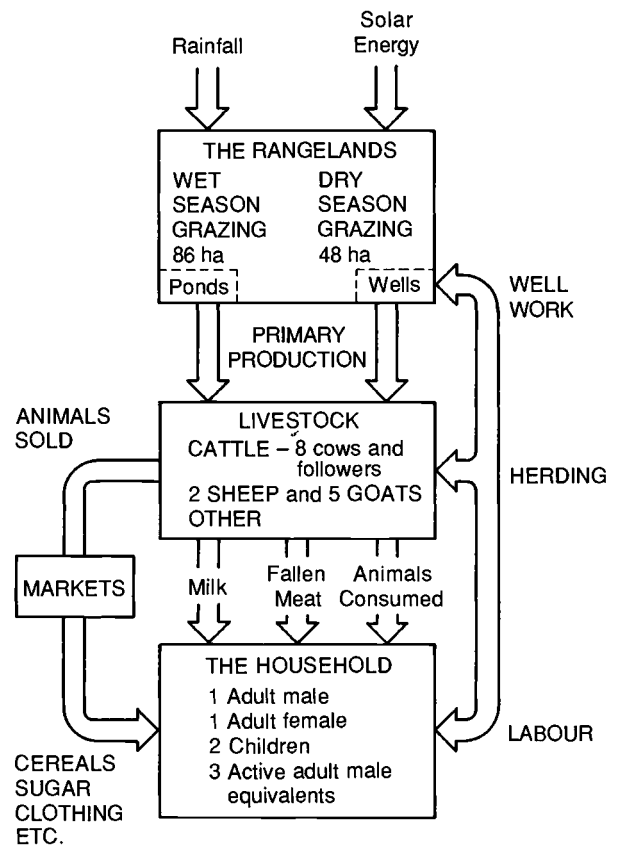 Rainfall
Solar
Energy
THE RANGELANDS
WET
SEASON
GRAZING
86 ha
DRY
SEASON
GRAZING
48 ha
Ponds
Wells
WELL
WORK
PRIMARY
PRODUCTION
ANIMALS
SOLD
LIVESTOCK
CATTLE – 8 cows and
followers
2 SHEEP and 5 GOATS
OTHER
HERDING
MARKETS
Milk
Fallen
Meat
Animals
Consumed
THE HOUSEHOLD
1 Adult male
1 Adult female
2 Children
3 Active adult male
equivalents
LABOUR
CEREALS
SUGAR
CLOTHING
ETC.